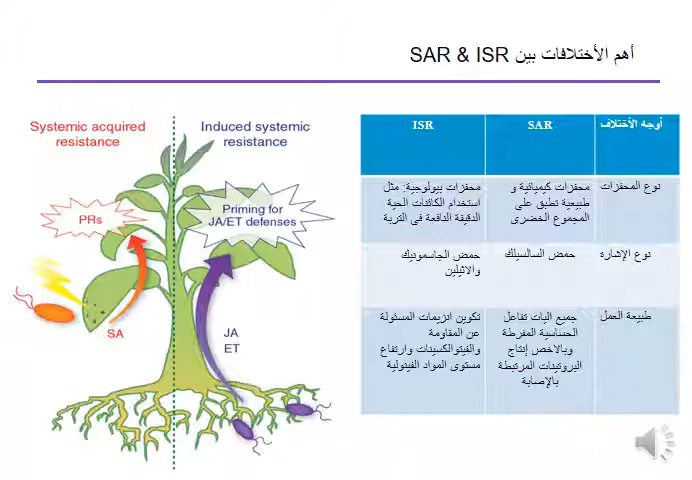 أهم الأختلافات بين SAR & ISR
Systemic acquired
resistance
Induced systemic
resistance
PRs
Priming for
JA/ET defenses
SA
JA
ET
أوجه الأختلاف
SAR
ISR
نوع المحفزات
محفزات كيميائية و
طبيعية تطبق على
المجموع الخضرى
محفزات بيولوجية: مثل
استخدام الكائنات الحية
الدقيقة النافعة فى التربة
نوع الإشارة
حمض السالسيلك
حمض الجاسمونيك
والاثيلين
طبيعة العمل
جميع اليات تفاعل
الحساسية المفرطة
وبالاخص إنتاج
البروتينات المرتبطة
بالإصابة
تكوين انزيمات المسئولة
عن المقاومة
والفيتوالكسينات وارتفاع
مستوى المواد الفينولية